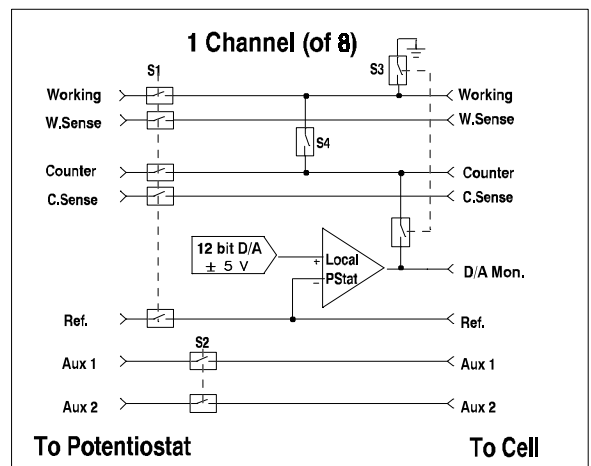 1 Channel (of 8)
S1
S3
Working
Working
W.Sense
W.Sense
S4
Counter
Counter
C.Sense
C.Sense
12 bit D/A
± 5 V
+ Local
- PStat
D/A Mon.
Ref.
Ref.
S2
Aux 1
Aux 1
Aux 2
Aux 2
To Potentiostat
To Cell